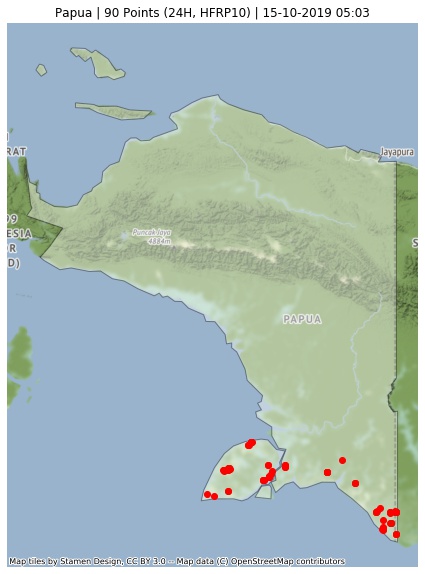 Papua | 90 Points (24H, HFRP10) | 15-10-2019 05:03
Jayapura
RAT
99
ESIA
R
D)
Puncak Jaya
4884m
S
PAPUA
Map tiles by Stamen Design, CC BY 3.0 -- Map data (C) OpenStreetMap contributors